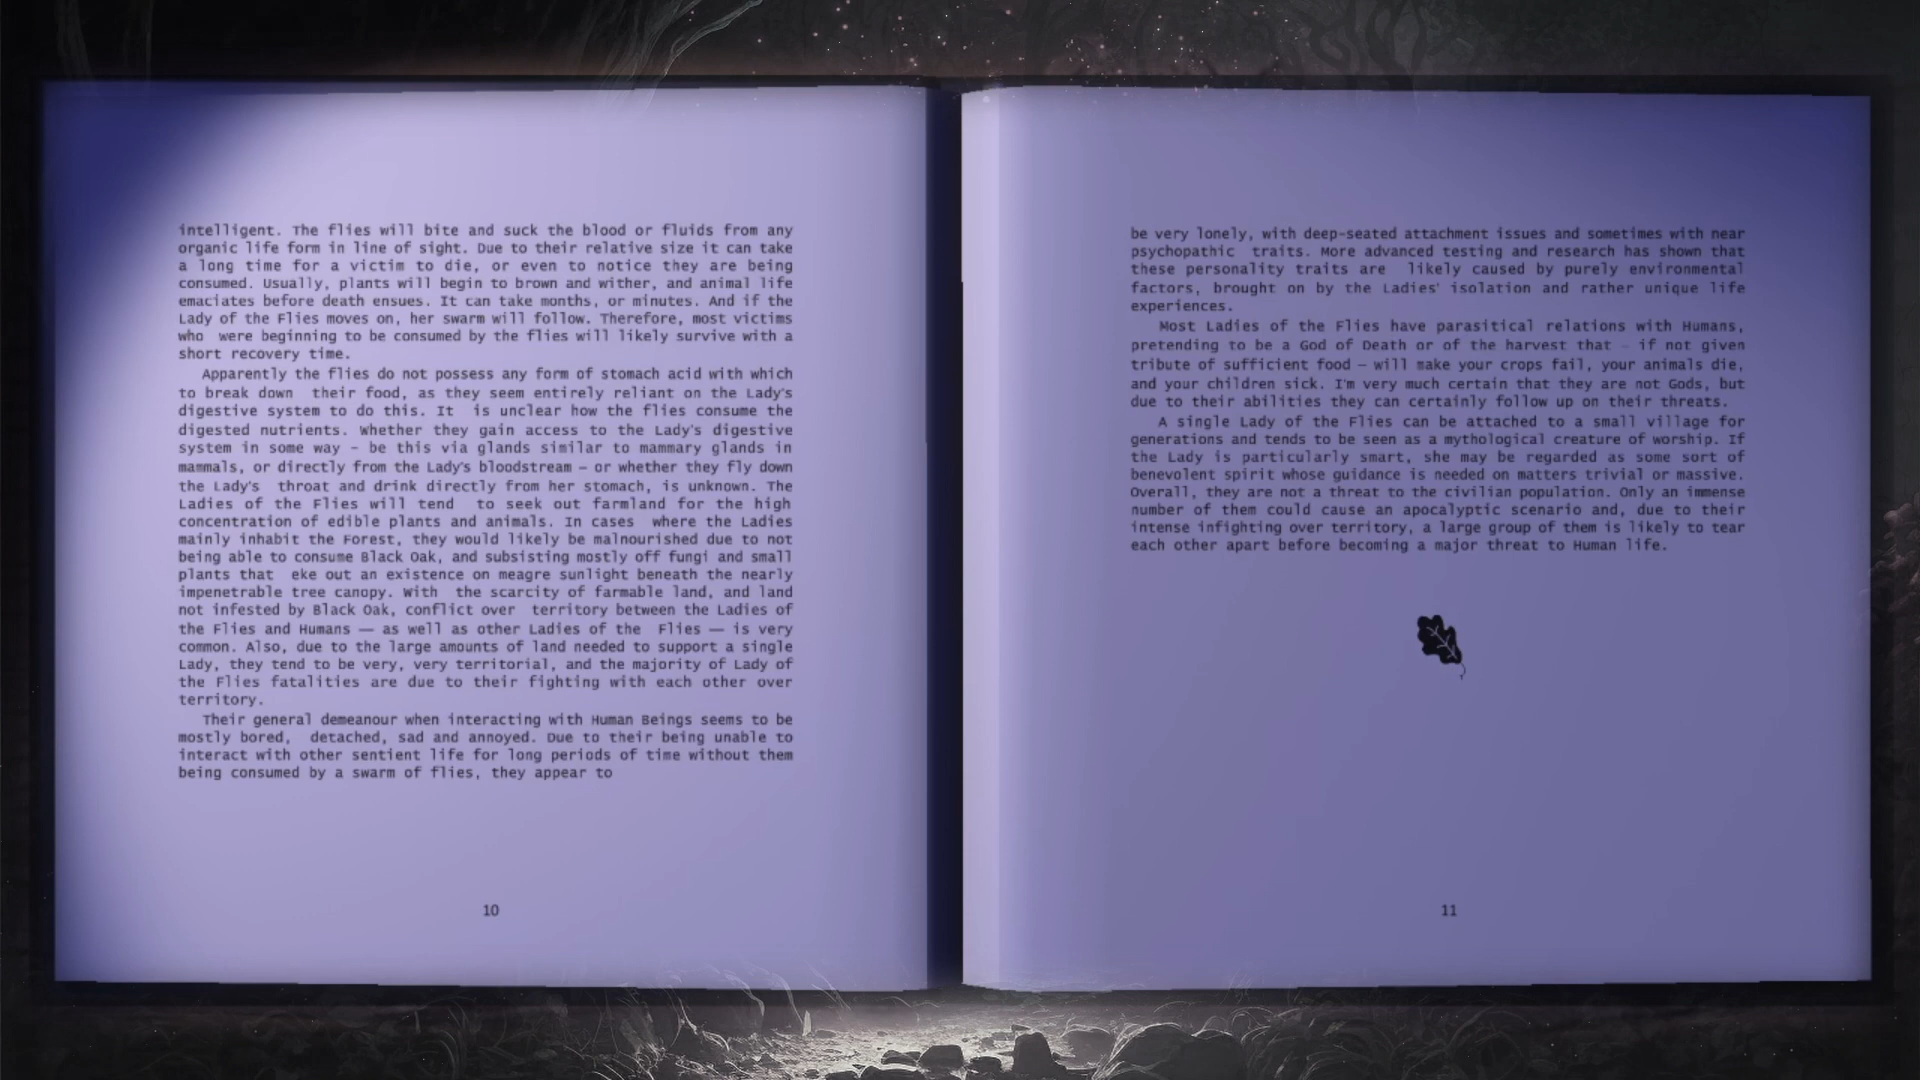 intelligent. The flies will bite and suck the blood or fluids from any
organic life form in line of sight. Due to their relative size it can take
a long time for a victim to die, or even to notice they are being
consumed. Usually, plants will begin to brown and wither, and animal life
emaciates before death ensues. It can take months, or minutes. And if the
Lady of the Flies moves on, her swarm will follow. Therefore, most victims
who were beginning to be consumed by the flies will likely survive with a
short recovery time.
Apparently the flies do not possess any form of stomach acid with which
to break down their food, as they seem entirely reliant on the Lady's
digestive system to do this. It is unclear how the flies consume the
digested nutrients. Whether they gain access to the Lady's digestive
system in some way – be this via glands similar to mammary glands in
mammals, or directly from the Lady's bloodstream – or whether they fly down
the Lady's throat and drink directly from her stomach, is unknown. The
Ladies of the Flies will tend to seek out farmland for the high
concentration of edible plants and animals. In cases where the Ladies
mainly inhabit the Forest, they would likely be malnourished due to not
being able to consume Black Oak, and subsisting mostly off fungi and small
plants that eke out an existence on meagre sunlight beneath the nearly
impenetrable tree canopy. With the scarcity of farmable land, and land
not infested by Black Oak, conflict over territory between the Ladies of
the Flies and Humans — as well as other Ladies of the Flies — is very
common. Also, due to the large amounts of land needed to support a single
Lady, they tend to be very, very territorial, and the majority of Lady of
the Flies fatalities are due to their fighting with each other over
territory.
Their general demeanour when interacting with Human Beings seems to be
mostly bored, detached, sad and annoyed. Due to their being unable to
interact with other sentient life for long periods of time without them
being consumed by a swarm of flies, they appear to
10
be very lonely, with deep-seated attachment issues and sometimes with near
psychopathic traits. More advanced testing and research has shown that
these personality traits are likely caused by purely environmental
factors, brought on by the Ladies' isolation and rather unique life
experiences.
Most Ladies of the Flies have parasitical relations with Humans,
pretending to be a God of Death or of the harvest that – if not given
tribute of sufficient food – will make your crops fail, your animals die,
and your children sick. I'm very much certain that they are not Gods, but
due to their abilities they can certainly follow up on their threats.
A single Lady of the Flies can be attached to a small village for
generations and tends to be seen as a mythological creature of worship. If
the Lady is particularly smart, she may be regarded as some sort of
benevolent spirit whose guidance is needed on matters trivial or massive.
Overall, they are not a threat to the civilian population. Only an immense
number of them could cause an apocalyptic scenario and, due to their
intense infighting over territory, a large group of them is likely to tear
each other apart before becoming a major threat to Human life.
11